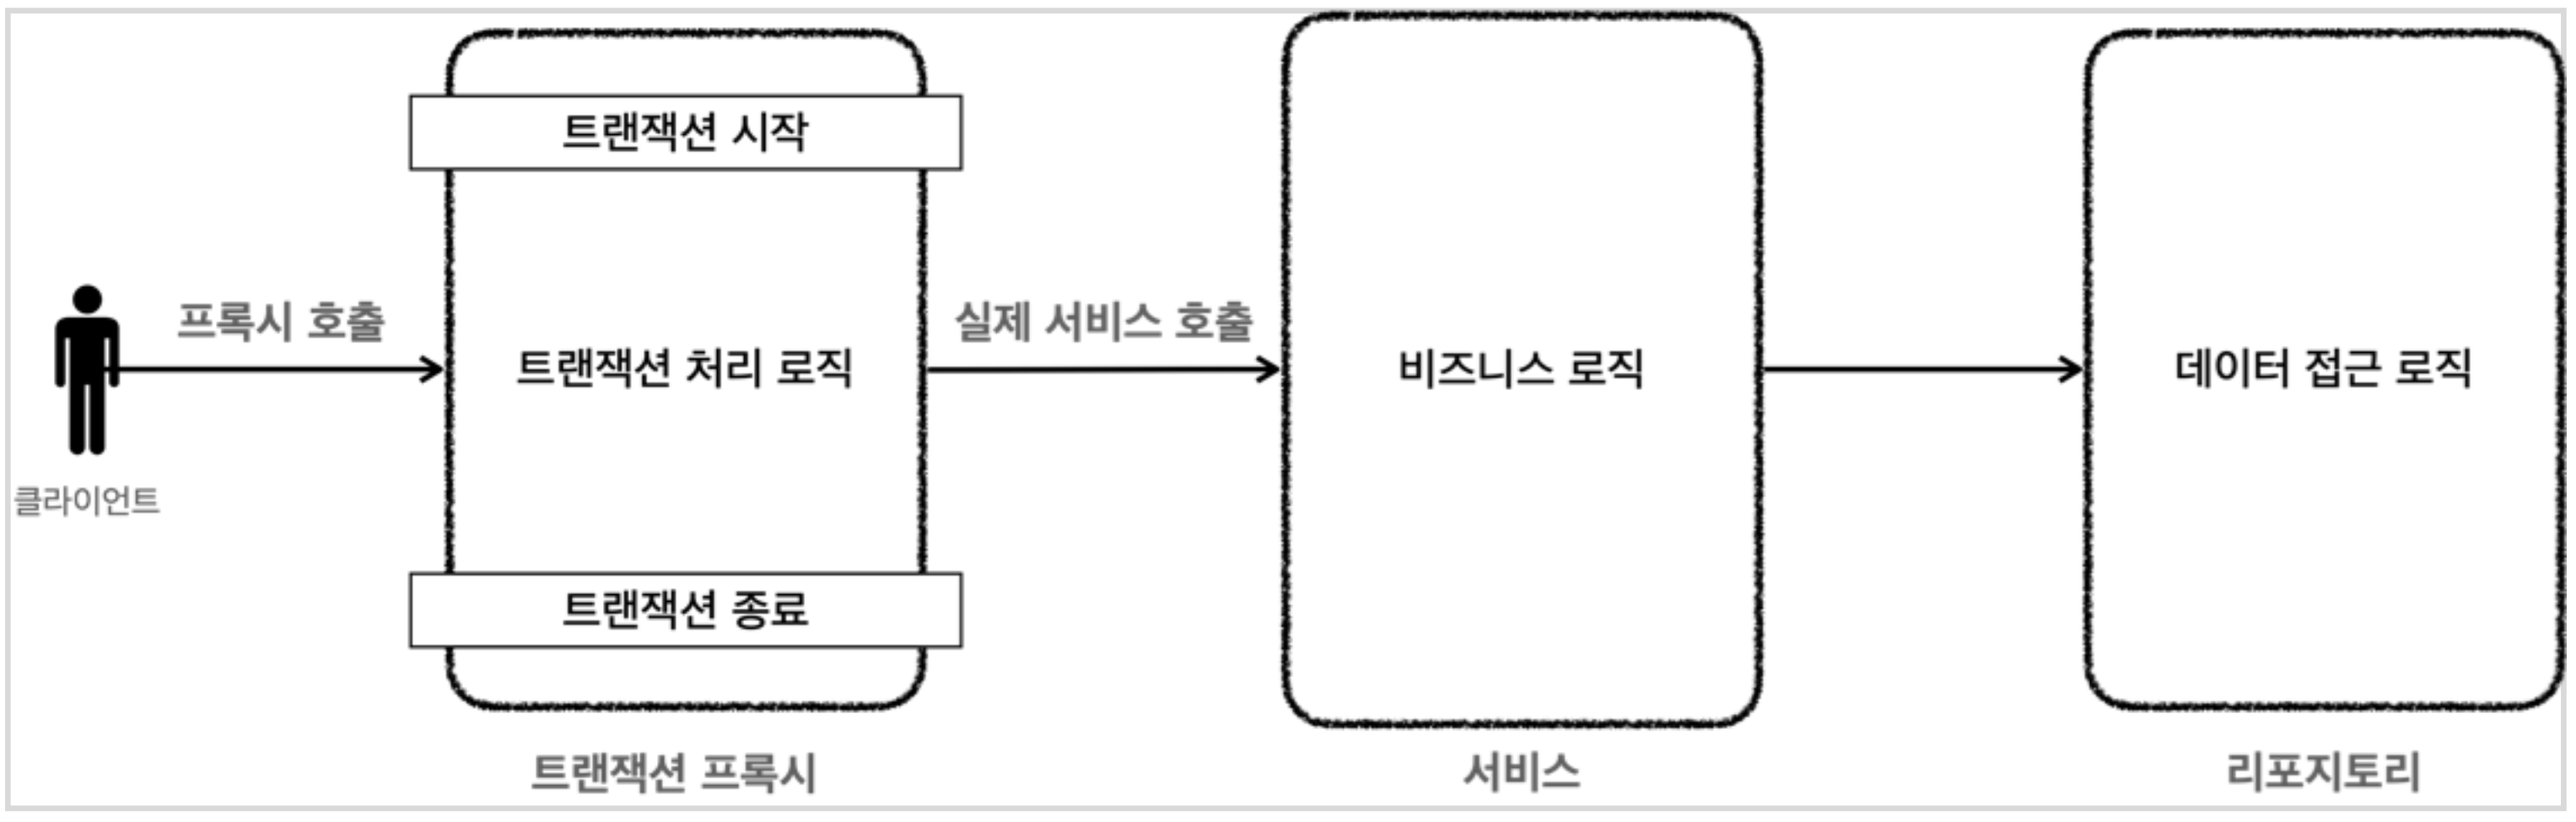 트랜잭션 시작
프록시 호출
실제 서비스 호출
트랜잭션 처리 로직
비즈니스 로직
데이터 접근 로직
클라이언트
트랜잭션 종료
트랜잭션 프록시
서비스
리포지토리